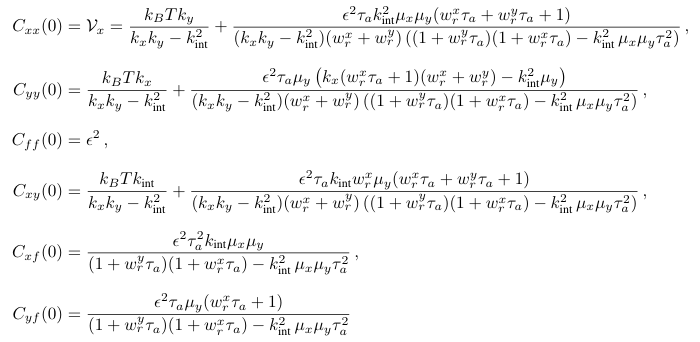 $C_{xx}(0) = \mathcal{V}_x = \frac{k_B T k_y}{k_x k_y - k_{\text{int}}^2} + \frac{\epsilon^2 \tau_a k_{\text{int}}^2 \mu_x \mu_y (w_r^x \tau_a + w_r^y \tau_a + 1)}{(k_x k_y - k_{\text{int}}^2)(w_r^x + w_r^y)\left((1 + w_r^y \tau_a)(1 + w_r^x \tau_a) - k_{\text{int}}^2 \, \mu_x \mu_y \tau_a^2\right)} \, ,$
$C_{yy}(0) = \frac{k_B T k_x}{k_x k_y - k_{\text{int}}^2} + \frac{\epsilon^2 \tau_a \mu_y \left(k_x (w_r^x \tau_a + 1)(w_r^x + w_r^y) - k_{\text{int}}^2 \mu_y\right)}{(k_x k_y - k_{\text{int}}^2)(w_r^x + w_r^y)\left((1 + w_r^y \tau_a)(1 + w_r^x \tau_a) - k_{\text{int}}^2 \, \mu_x \mu_y \tau_a^2\right)} \, ,$
$C_{ff}(0) = \epsilon^2 \, ,$
$C_{xy}(0) = \frac{k_B T k_{\text{int}}}{k_x k_y - k_{\text{int}}^2} + \frac{\epsilon^2 \tau_a k_{\text{int}} w_r^x \mu_y (w_r^x \tau_a + w_r^y \tau_a + 1)}{(k_x k_y - k_{\text{int}}^2)(w_r^x + w_r^y)\left((1 + w_r^y \tau_a)(1 + w_r^x \tau_a) - k_{\text{int}}^2 \, \mu_x \mu_y \tau_a^2\right)} \, ,$
$C_{xf}(0) = \frac{\epsilon^2 \tau_a^2 k_{\text{int}} \mu_x \mu_y}{(1 + w_r^y \tau_a)(1 + w_r^x \tau_a) - k_{\text{int}}^2 \, \mu_x \mu_y \tau_a^2} \, ,$
$C_{yf}(0) = \frac{\epsilon^2 \tau_a \mu_y (w_r^x \tau_a + 1)}{(1 + w_r^y \tau_a)(1 + w_r^x \tau_a) - k_{\text{int}}^2 \, \mu_x \mu_y \tau_a^2}$